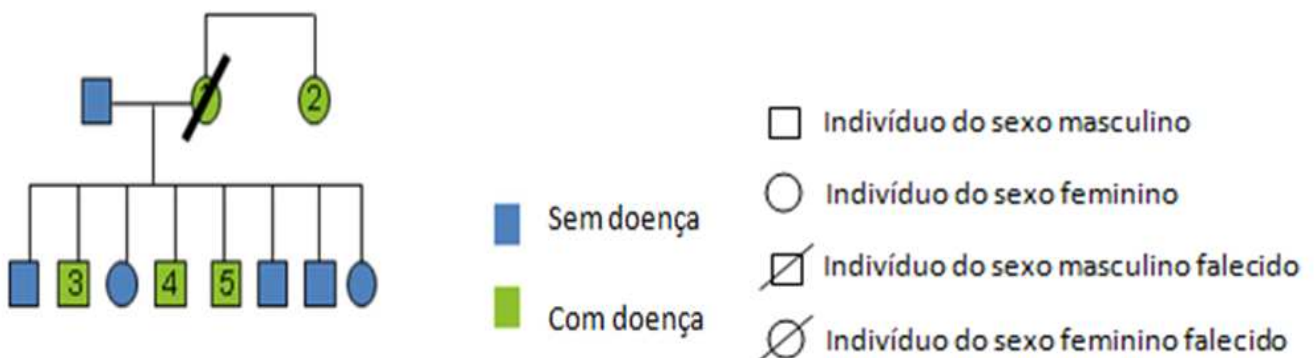 1
2
3
4
5
Sem doença
Com doença
Indivíduo do sexo masculino
Indivíduo do sexo feminino
Indivíduo do sexo masculino falecido
Indivíduo do sexo feminino falecido